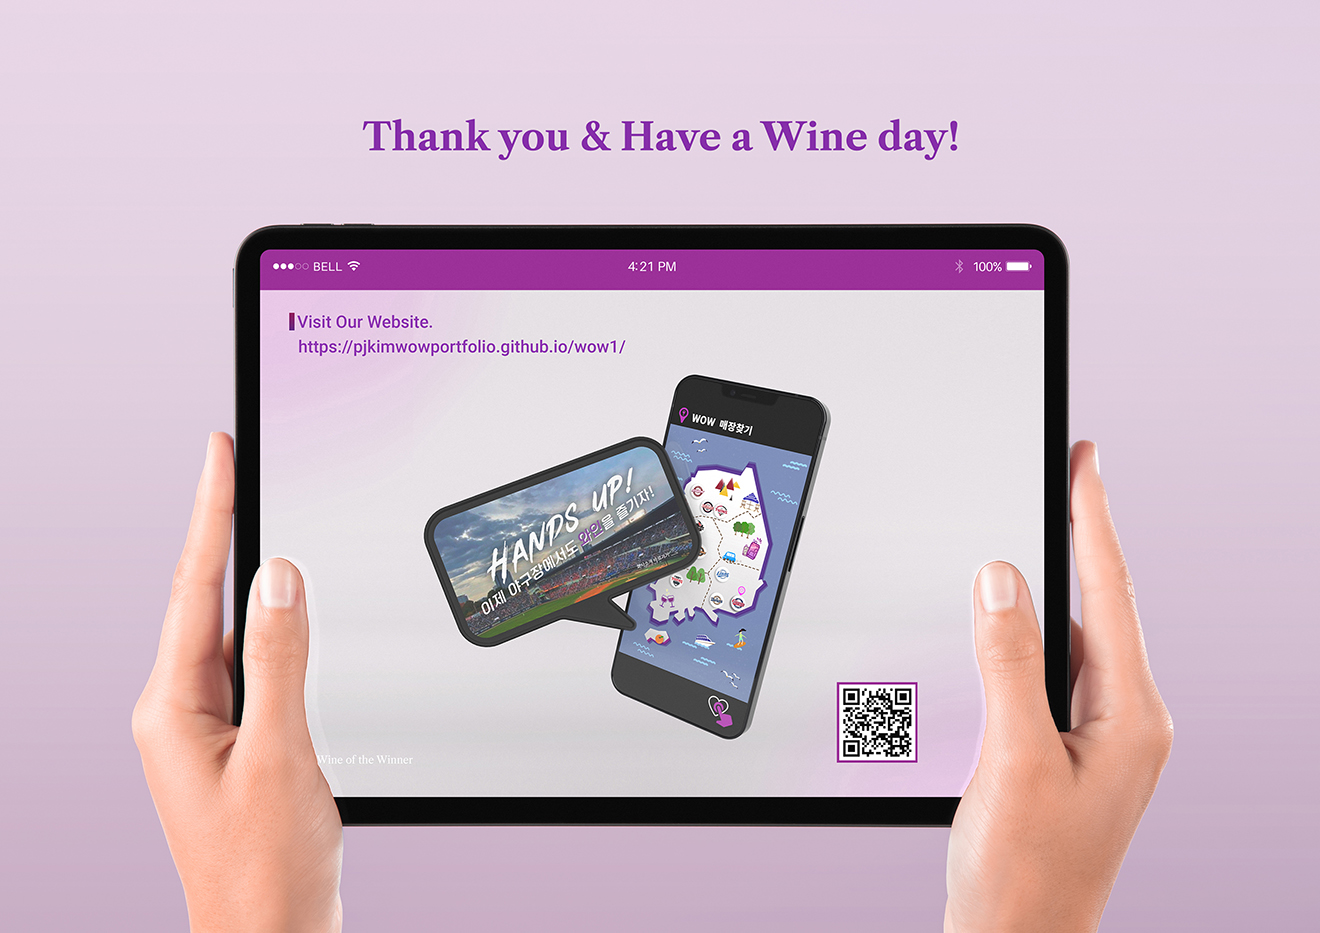 Thank you & Have a Wine day!
BELL
4:21 PM
100%
Visit Our Website.
https://pjkimwowportfolio.github.io/wow1/
WOW 매장찾기
HANDS UP!
이제 야구장에서도 와인을 즐기자!
Wine of the Winner